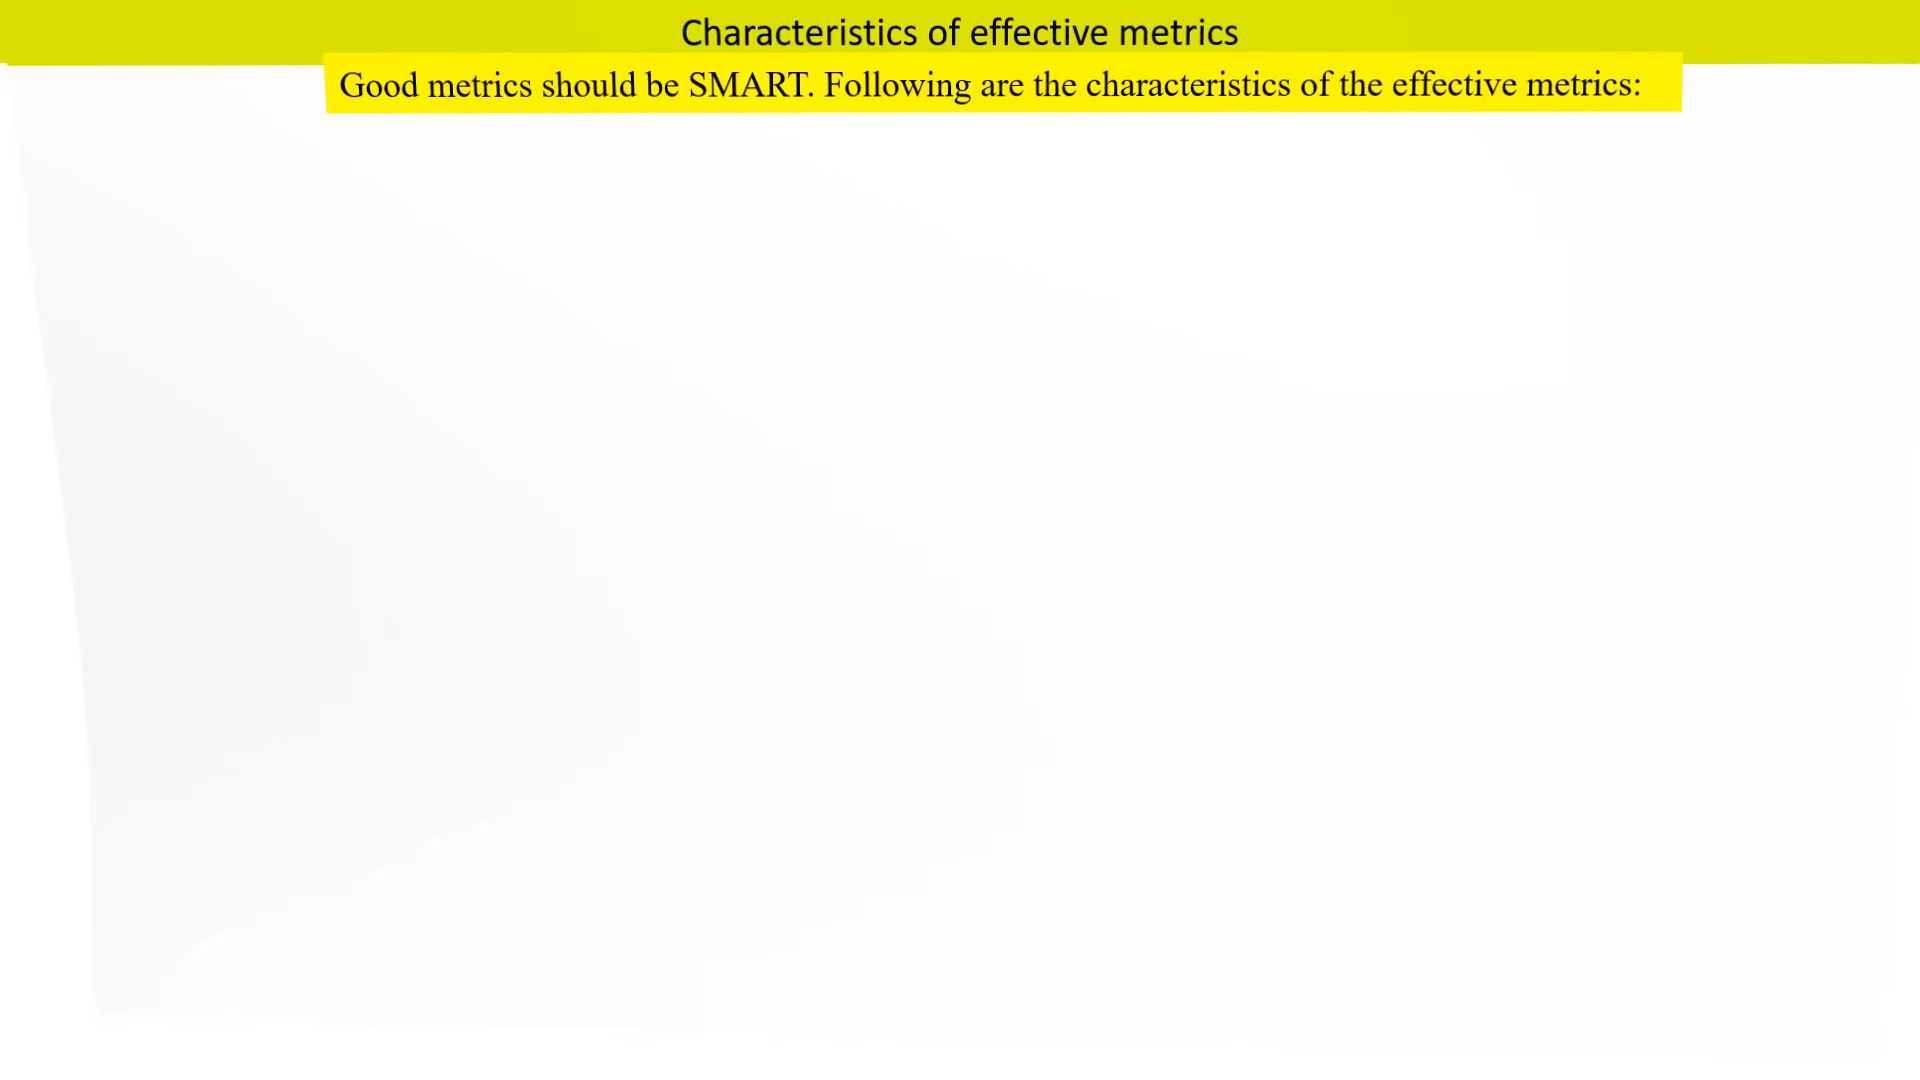 Characteristics of effective metrics
Good metrics should be SMART. Following are the characteristics of the effective metrics: